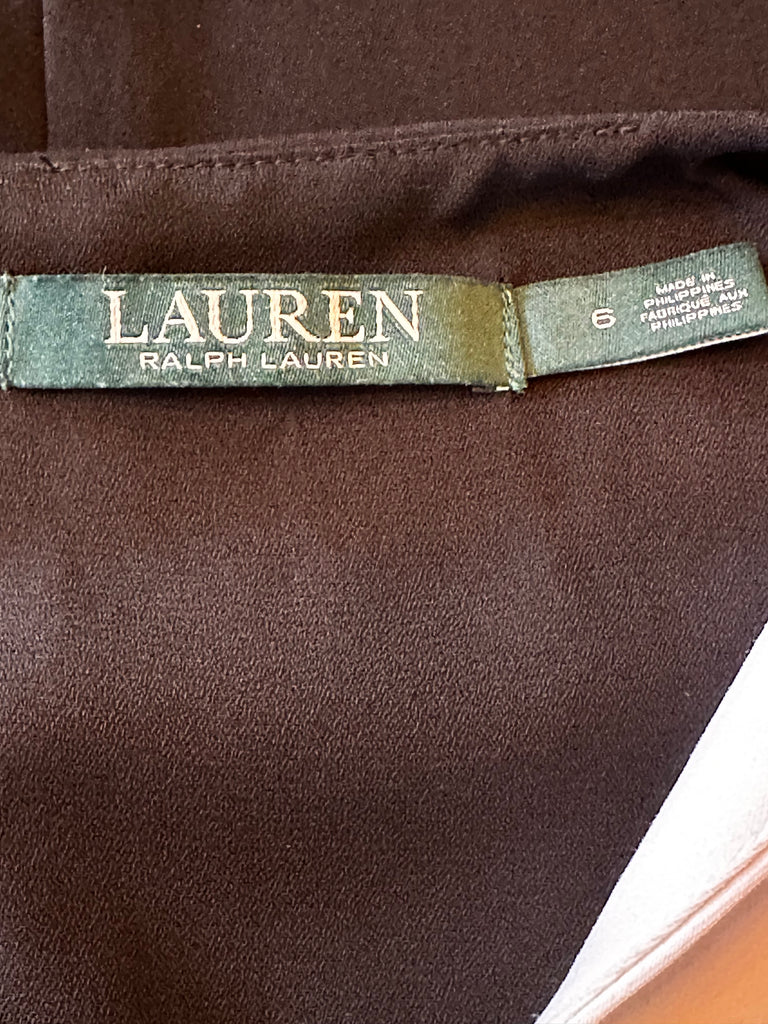 LAUREN
RALPH LAUREN
6
MADE IN
PHILIPPINES
FABRIQUÉ AUX
PHILIPPINES